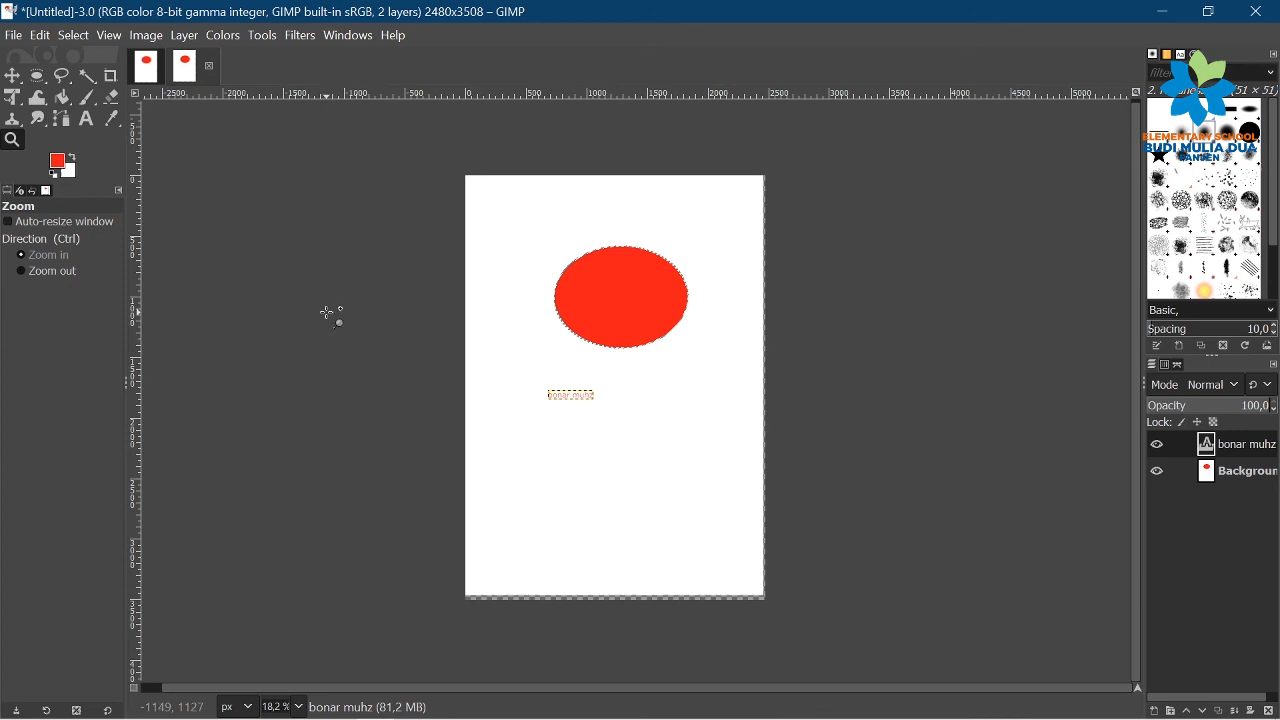 *[Untitled]-3.0 (RGB color 8-bit gamma integer, GIMP built-in sRGB, 2 layers) 2480x3508 – GIMP
File Edit Select View Image Layer Colors Tools Filters Windows Help
ELEMENTARY SCHOOL
BUDI MULIA DUA
Zoom
Auto-resize window
Direction (Ctrl)
Zoom in
Zoom out
bonar muhz
Basic,
Spacing 10,0
Mode Normal
Opacity 100,0
Lock:
bonar muhz
Backgroun
-1149, 1127 px 18,2 % bonar muhz (81,2 MB)